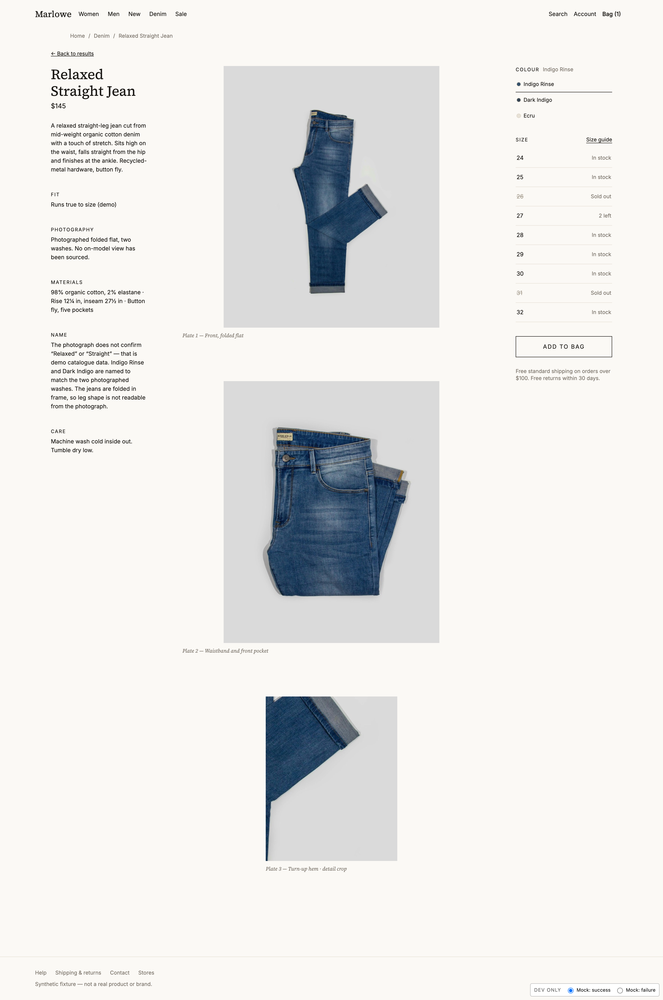 Marlowe Women Men New Denim Sale Search Account Bag (1)
Home / Denim / Relaxed Straight Jean
← Back to results
Relaxed
Straight Jean
$145
A relaxed straight-leg jean cut from
mid-weight organic cotton denim
with a touch of stretch. Sits high on
the waist, falls straight from the hip
and finishes at the ankle. Recycled-
metal hardware, button fly.
FIT
Runs true to size (demo)
PHOTOGRAPHY
Photographed folded flat, two
washes. No on-model view has
been sourced.
MATERIALS
98% organic cotton, 2% elastane ·
Rise 12¼ in, inseam 27½ in · Button
fly, five pockets
NAME
The photograph does not confirm
“Relaxed” or “Straight” — that is
demo catalogue data. Indigo Rinse
and Dark Indigo are named to
match the two photographed
washes. The jeans are folded in
frame, so leg shape is not readable
from the photograph.
CARE
Machine wash cold inside out.
Tumble dry low.
Plate 1 — Front, folded flat
Plate 2 — Waistband and front pocket
Plate 3 — Turn-up hem · detail crop
COLOUR Indigo Rinse
Indigo Rinse
Dark Indigo
Ecru
SIZE Size guide
24 In stock
25 In stock
26 Sold out
27 2 left
28 In stock
29 In stock
30 In stock
31 Sold out
32 In stock
ADD TO BAG
Free standard shipping on orders over
$100. Free returns within 30 days.
Help Shipping & returns Contact Stores
Synthetic fixture — not a real product or brand.
DEV ONLY Mock: success Mock: failure